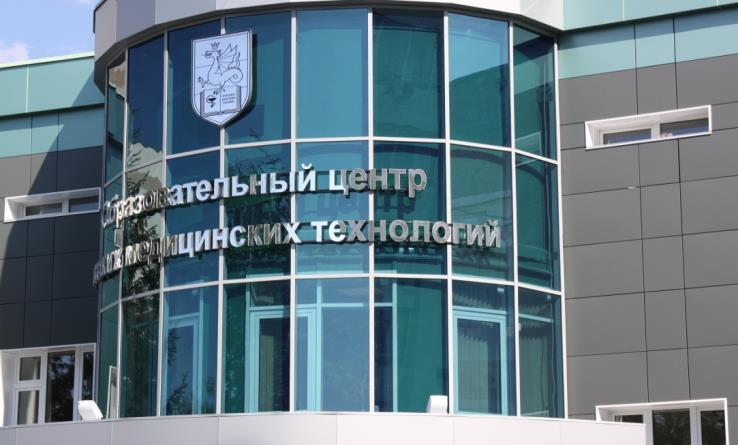 Образовательный центр
медицинских технологий